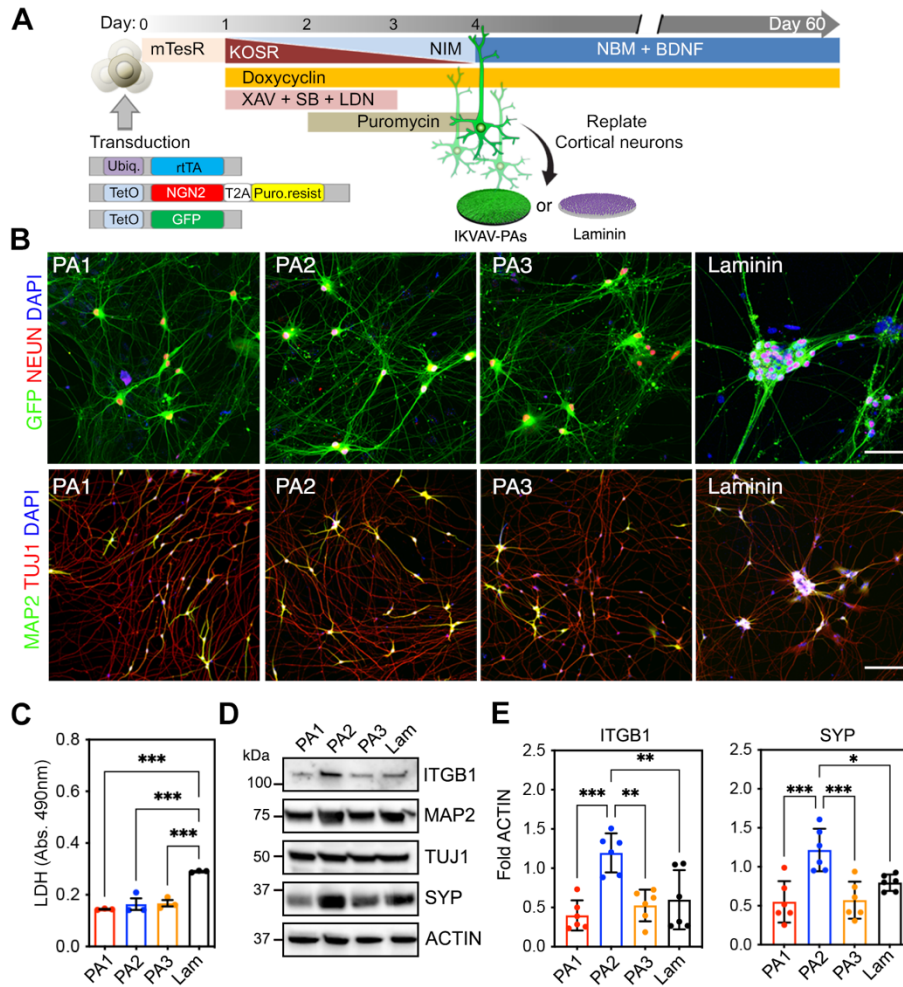 A
Day: 0 1 2 3 4 Day 60
mTesR KOSR NIM NBM + BDNF
Doxycyclin
XAV + SB + LDN
Puromycin
Replate
Cortical neurons
Transduction
Ubiq. rtTA
TetO NGN2 T2A Puro.resist
TetO GFP
IKVAV-PAs or Laminin
B
GFP NEUN DAPI
PA1 PA2 PA3 Laminin
MAP2 TUJ1 DAPI
PA1 PA2 PA3 Laminin
C
LDH (Abs. 490nm)
0.8
0.6
0.4
0.2
0.0
***
***
***
PA1 PA2 PA3 Lam
D
PA1 PA2 PA3 Lam
kDa
100 ITGB1
75 MAP2
50 TUJ1
37 SYP
37 ACTIN
E
Fold ACTIN
ITGB1
2.5
2.0
1.5
1.0
0.5
0.0
**
*** **
PA1 PA2 PA3 Lam
SYP
2.5
2.0
1.5
1.0
0.5
0.0
*
*** ***
PA1 PA2 PA3 Lam